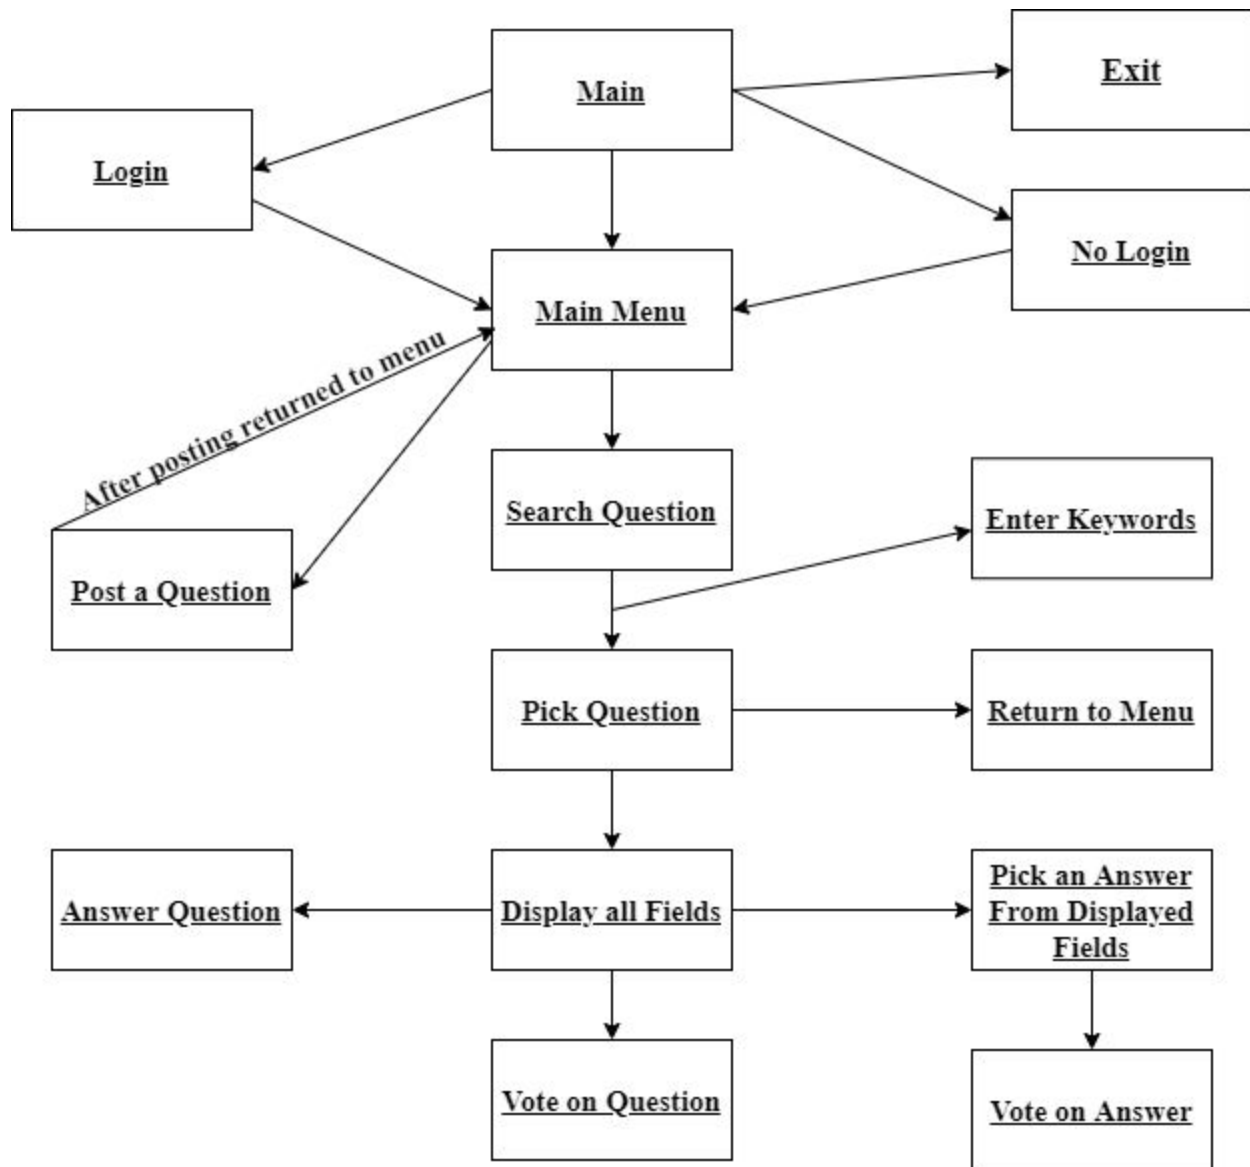 Main
Exit
Login
No Login
Main Menu
After posting returned to menu
Search Question
Enter Keywords
Post a Question
Pick Question
Return to Menu
Answer Question
Display all Fields
Pick an Answer
From Displayed
Fields
Vote on Question
Vote on Answer